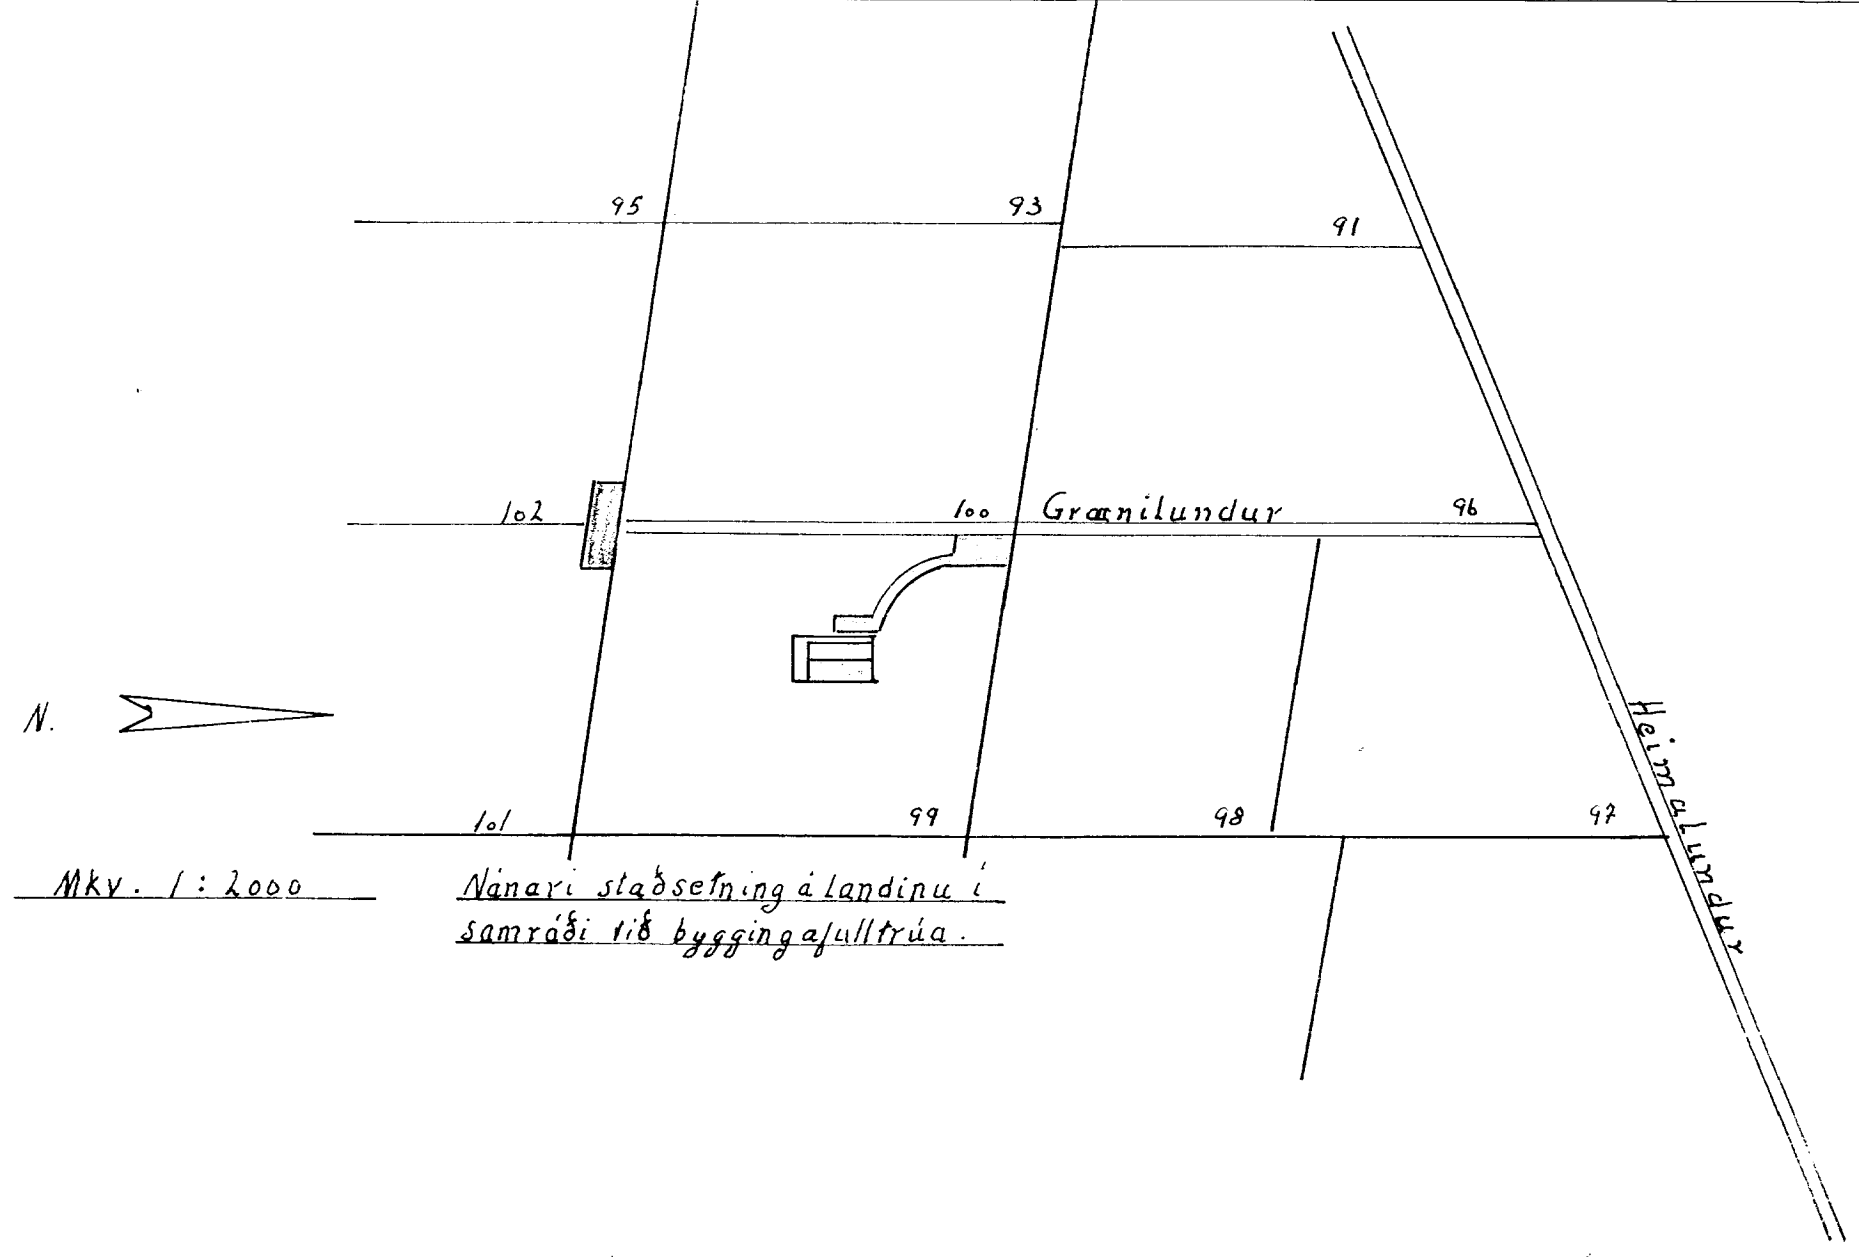 95
93
91
102
100
Grænilundur
96
N.
101
99
98
97
Heimalundur
Mkv. 1:2000
Nánari staðsetning á landinu í
samráði við byggingafulltrúa.